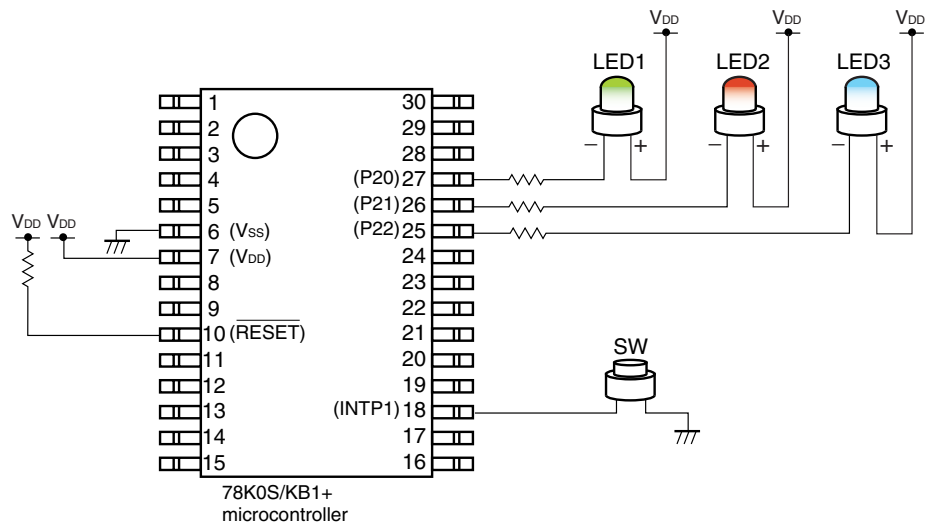 VDD VDD VDD
LED1 LED2 LED3
− + − + − +
1 30
2 29
3 28
4 (P20) 27
5 (P21) 26
VDD VDD 6 (VSS) (P22) 25
7 (VDD) 24
8 23
9 22
10 (RESET) 21
11 20
SW
12 19
13 (INTP1) 18
14 17
15 16
78K0S/KB1+
microcontroller